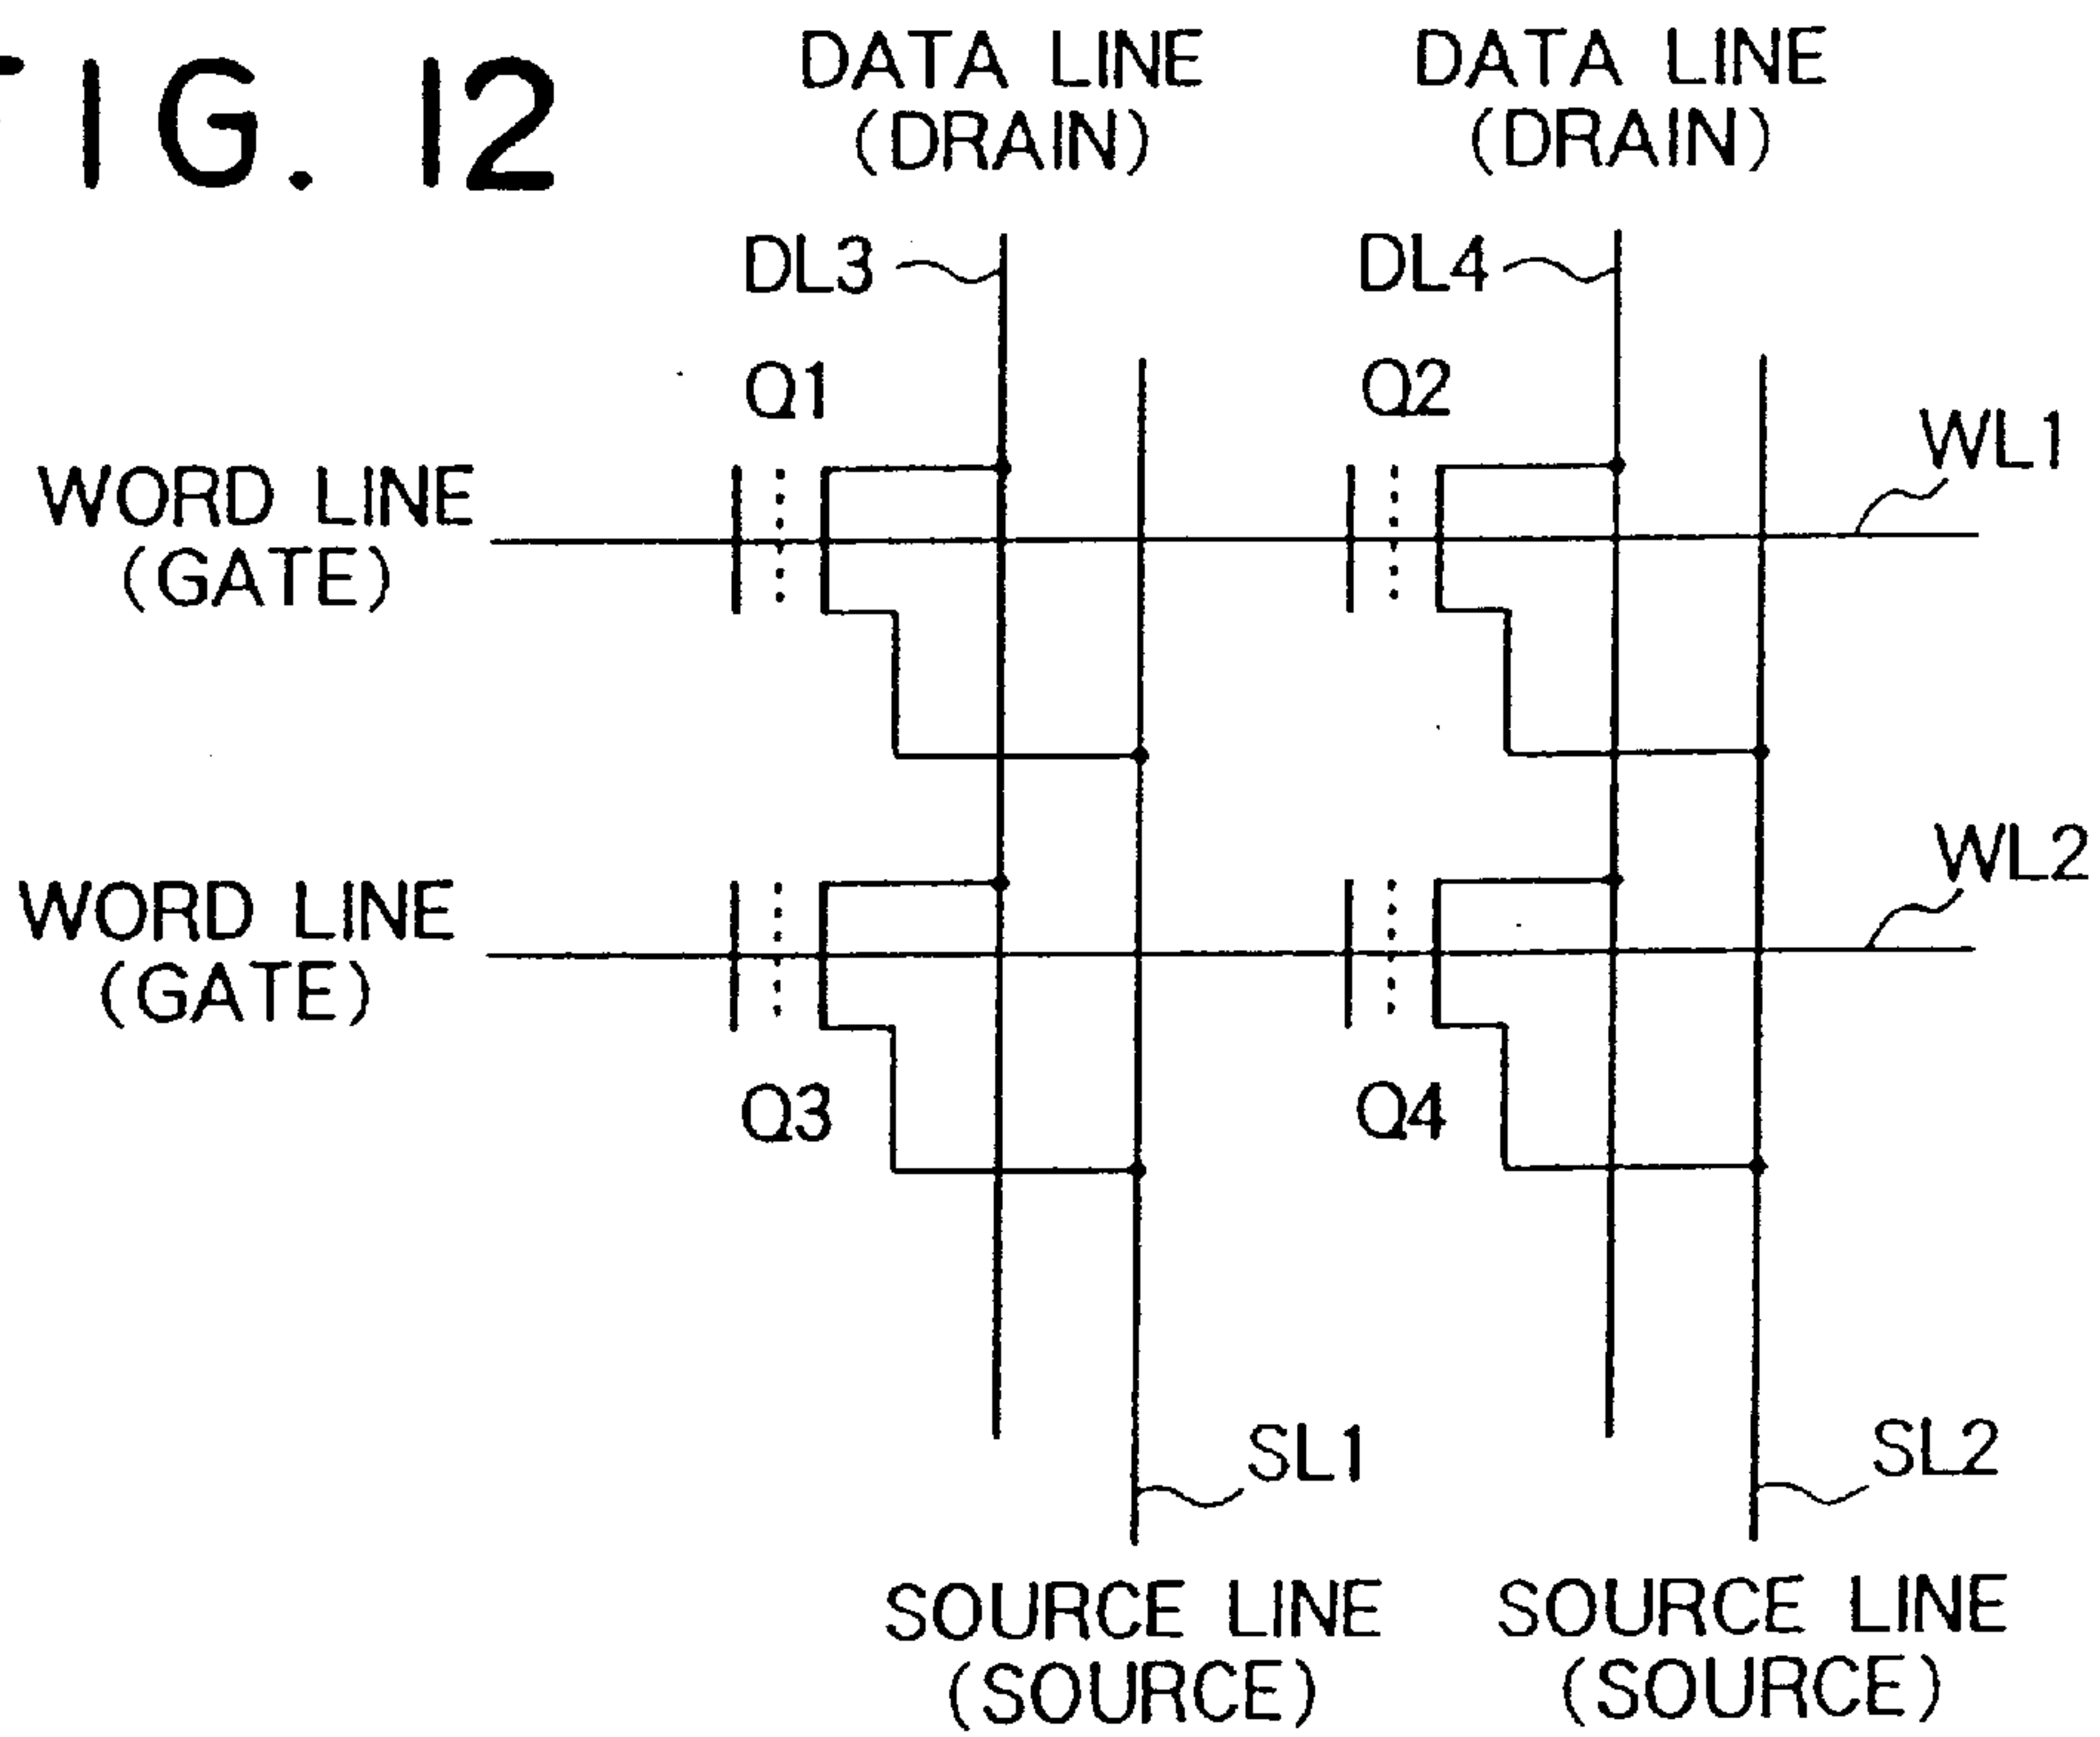 FIG. 12
DATA LINE
(DRAIN)
DATA LINE
(DRAIN)
DL3
DL4
Q1
Q2
WL1
WORD LINE
(GATE)
WL2
WORD LINE
(GATE)
Q3
Q4
SL1
SL2
SOURCE LINE
(SOURCE)
SOURCE LINE
(SOURCE)